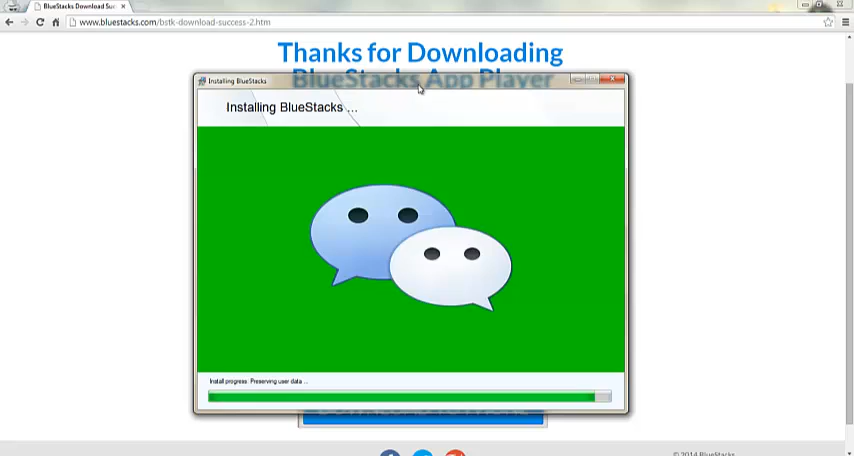 BlueStacks Download Suc
www.bluestacks.com/bstk-download-success-2.htm
Thanks for Downloading
BlueStacks App Player
Installing BlueStacks
Installing BlueStacks ...
Install progress: Preserving user data ...
© 2014 BlueStacks